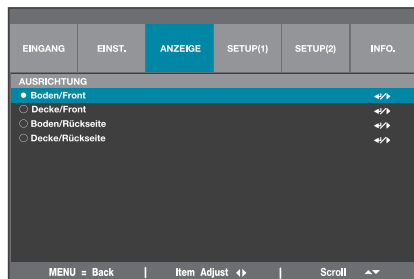 EINGANG EINST. ANZEIGE SETUP(1) SETUP(2) INFO.
AUSRICHTUNG
Boden/Front
Decke/Front
Boden/Rückseite
Decke/Rückseite
MENU = Back | Item Adjust | Scroll